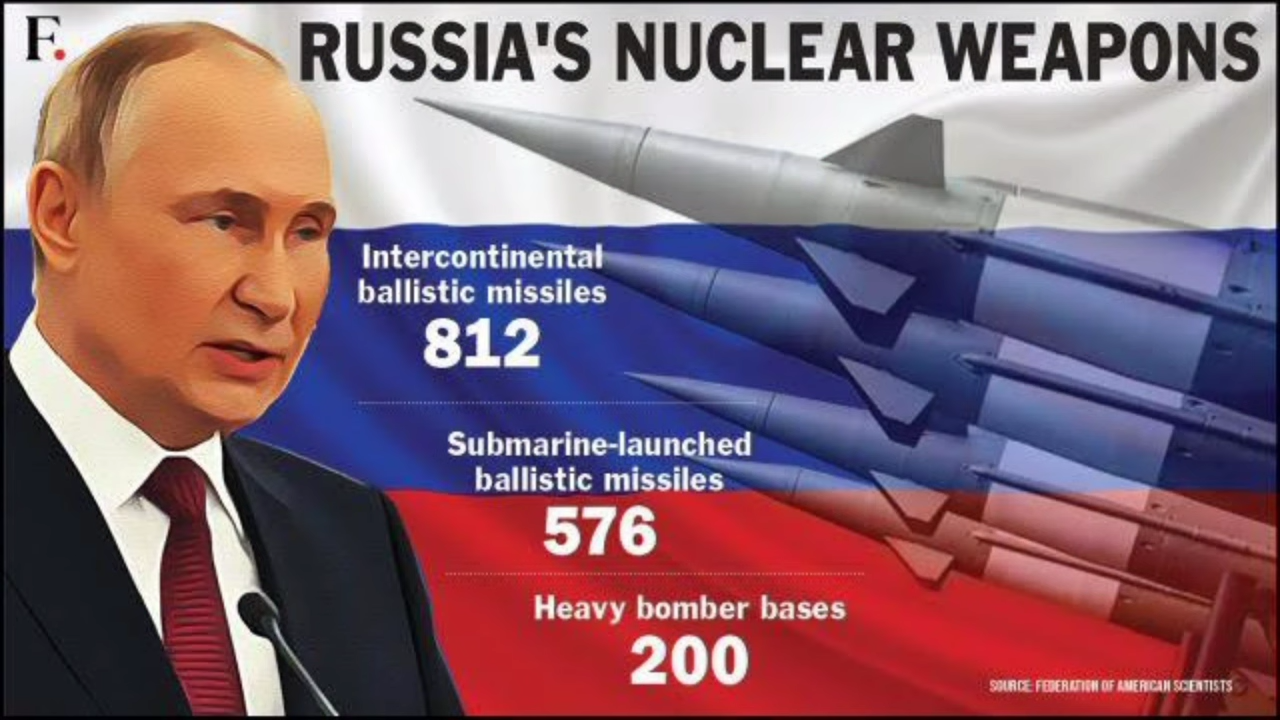 F.
RUSSIA'S NUCLEAR WEAPONS
Intercontinental
ballistic missiles
812
Submarine-launched
ballistic missiles
576
Heavy bomber bases
200
SOURCE: FEDERATION OF AMERICAN SCIENTISTS